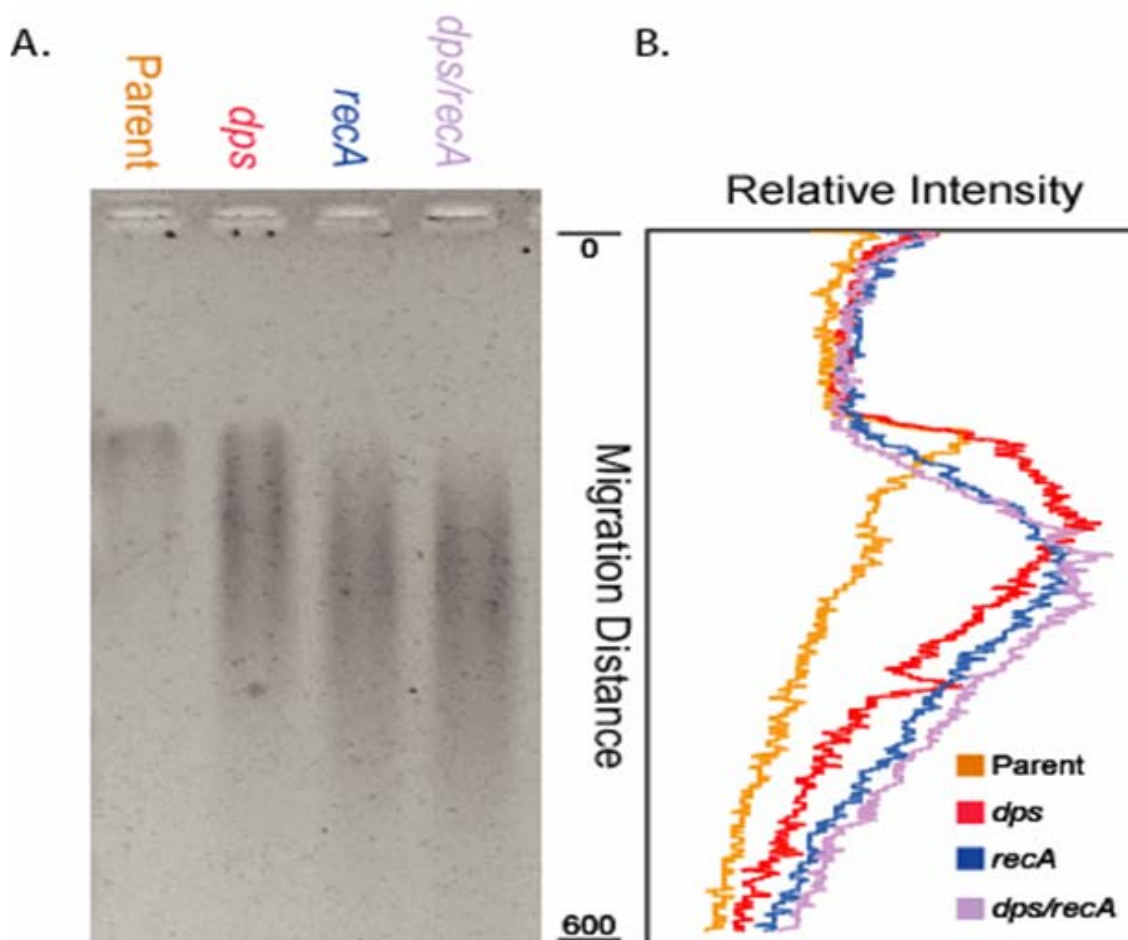 A.
Parent
dps
recA
dps/recA
0
Migration Distance
600
B.
Relative Intensity
Parent
dps
recA
dps/recA